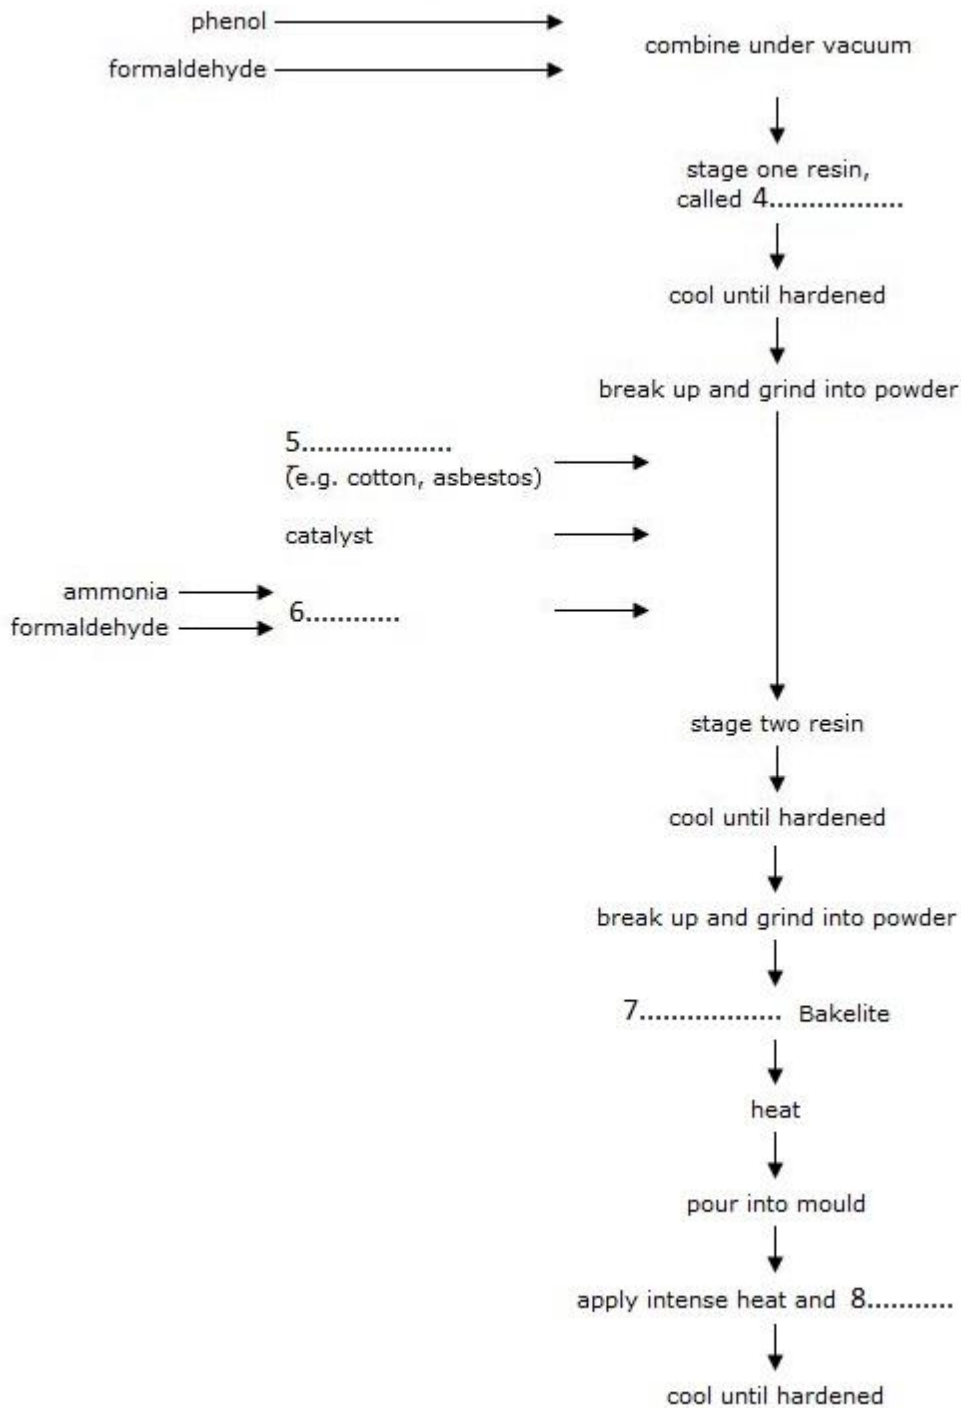 phenol
formaldehyde
combine under vacuum
stage one resin,
called 4..................
cool until hardened
break up and grind into powder
5...................
(e.g. cotton, asbestos)
catalyst
ammonia
formaldehyde
6............
stage two resin
cool until hardened
break up and grind into powder
7.................. Bakelite
heat
pour into mould
apply intense heat and 8...........
cool until hardened